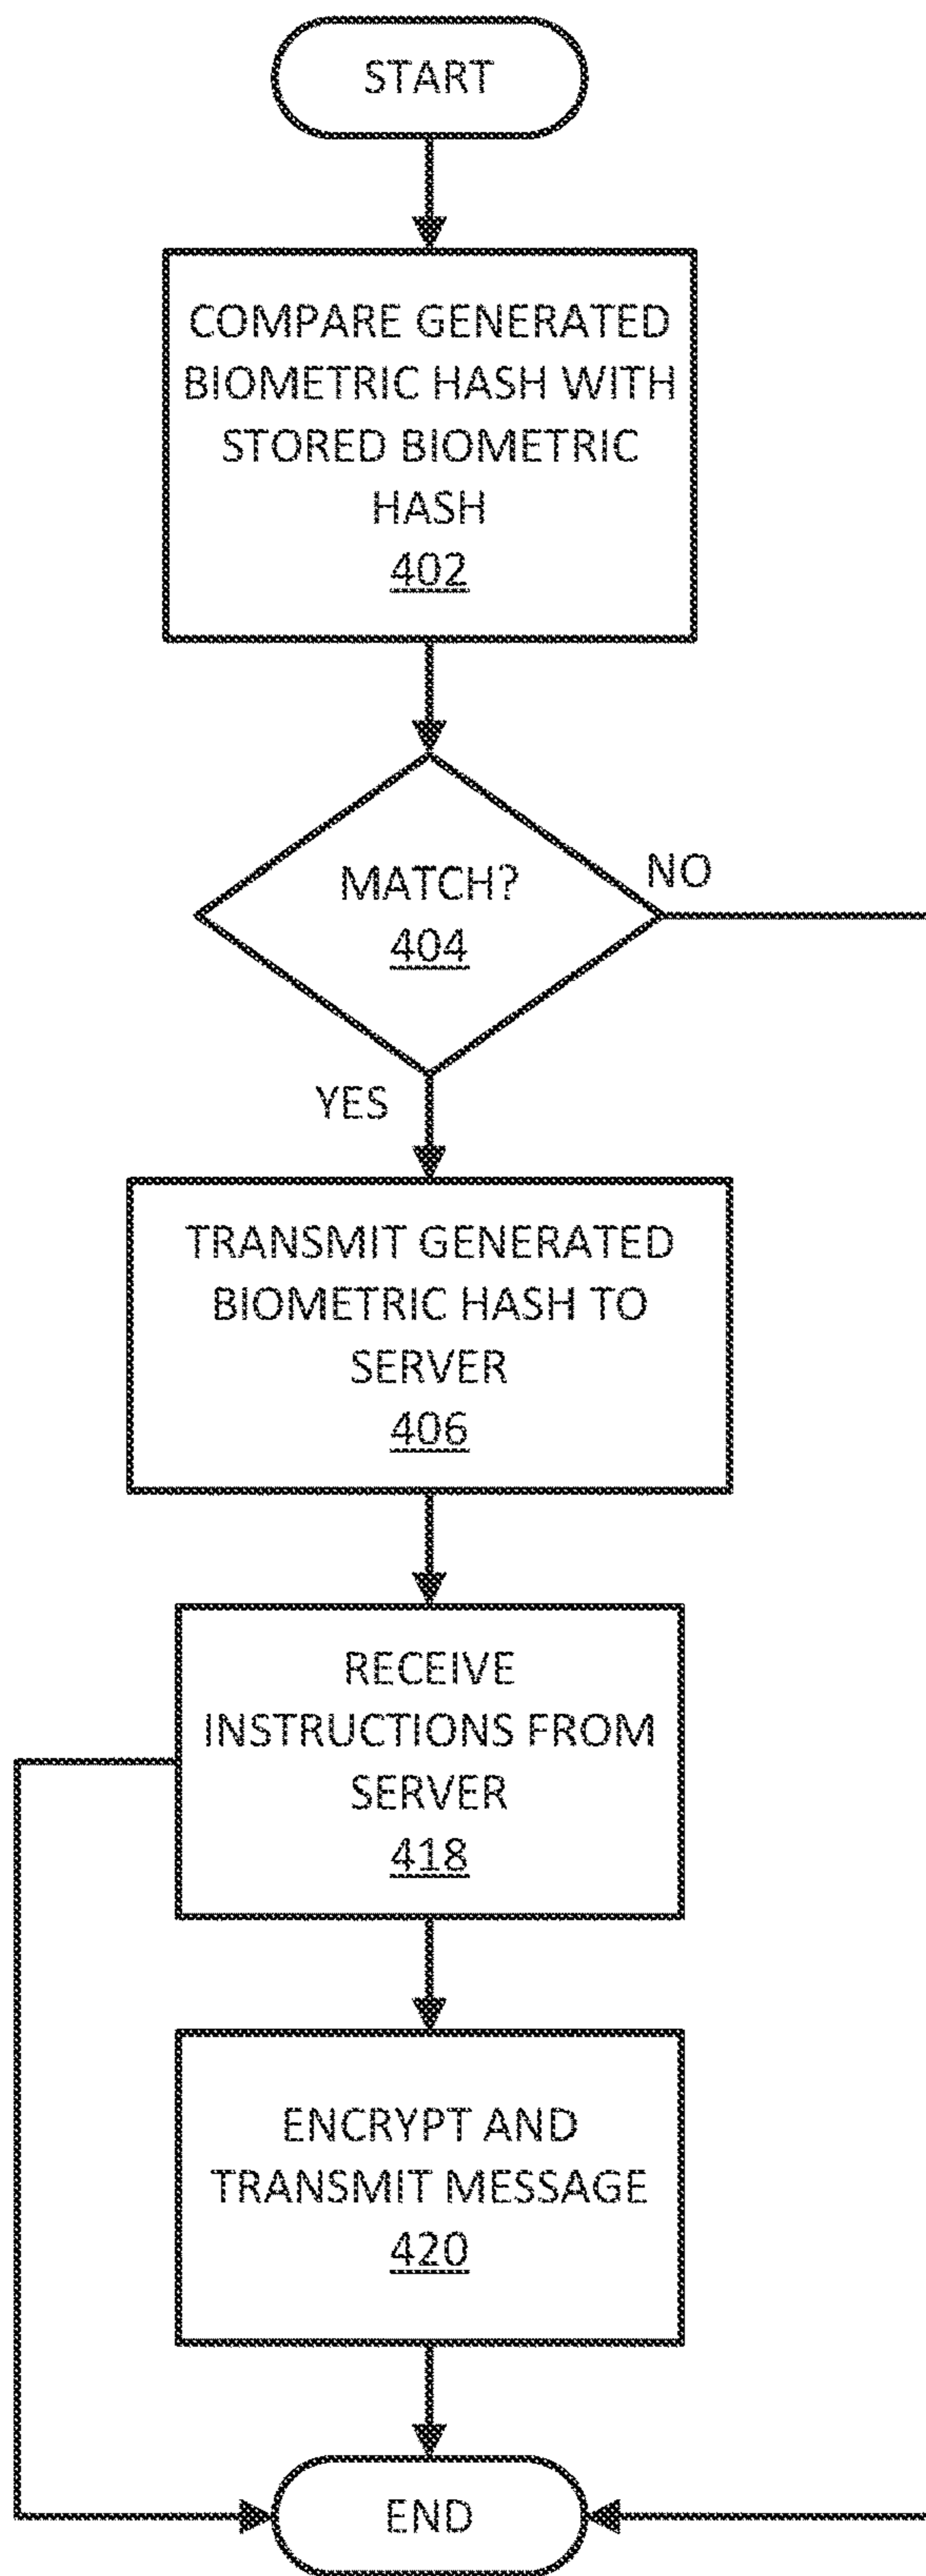 START
COMPARE GENERATED
BIOMETRIC HASH WITH
STORED BIOMETRIC
HASH
402
MATCH?
404
NO
YES
TRANSMIT GENERATED
BIOMETRIC HASH TO
SERVER
406
RECEIVE
INSTRUCTIONS FROM
SERVER
418
ENCRYPT AND
TRANSMIT MESSAGE
420
END